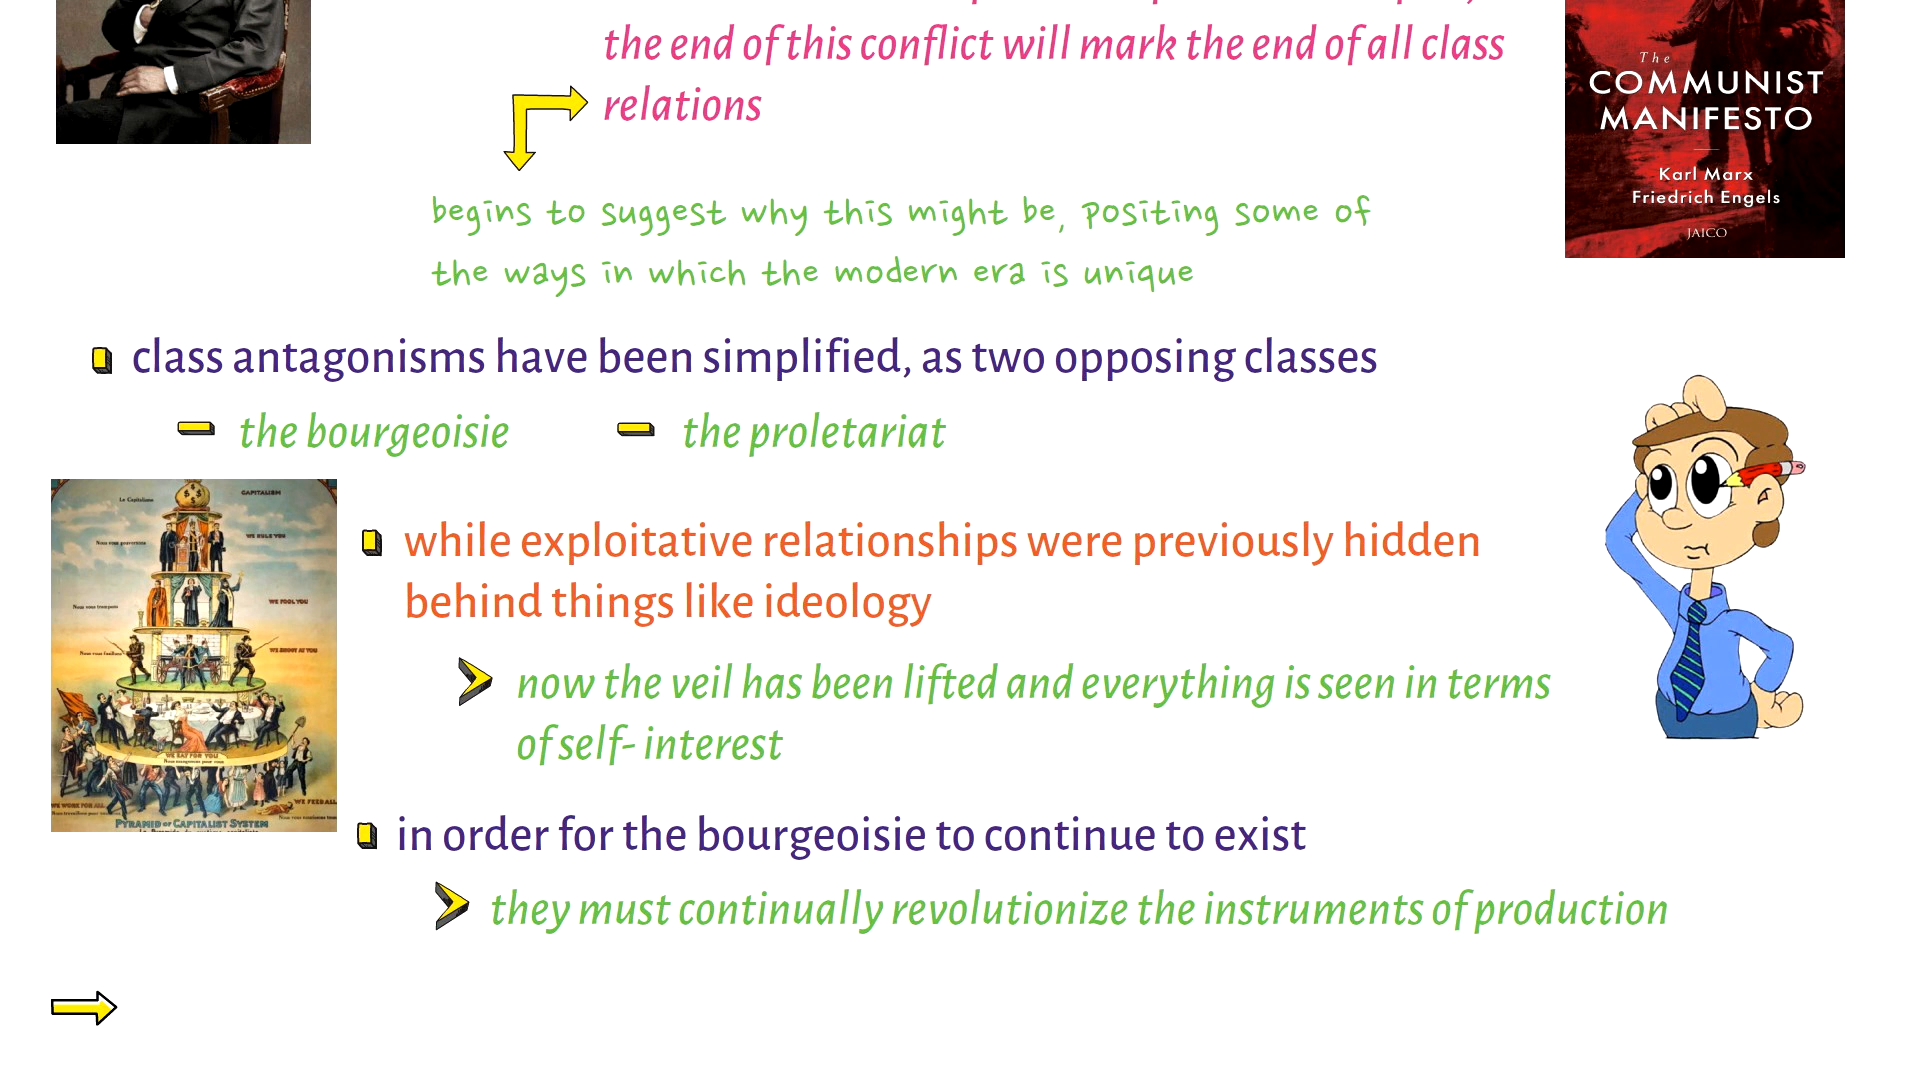 the end of this conflict will mark the end of all class
relations
The
COMMUNIST
MANIFESTO
Karl Marx
Friedrich Engels
JAICO
begins to suggest why this might be, positing some of
the ways in which the modern era is unique
class antagonisms have been simplified, as two opposing classes
the bourgeoisie
the proletariat
CAPITALISM
WE RULE YOU
WE FOOL YOU
WE SHOOT AT YOU
WE EAT FOR YOU
WE WORK FOR ALL
WE FEED ALL
PYRAMID OF CAPITALIST SYSTEM
while exploitative relationships were previously hidden
behind things like ideology
now the veil has been lifted and everything is seen in terms
of self- interest
in order for the bourgeoisie to continue to exist
they must continually revolutionize the instruments of production